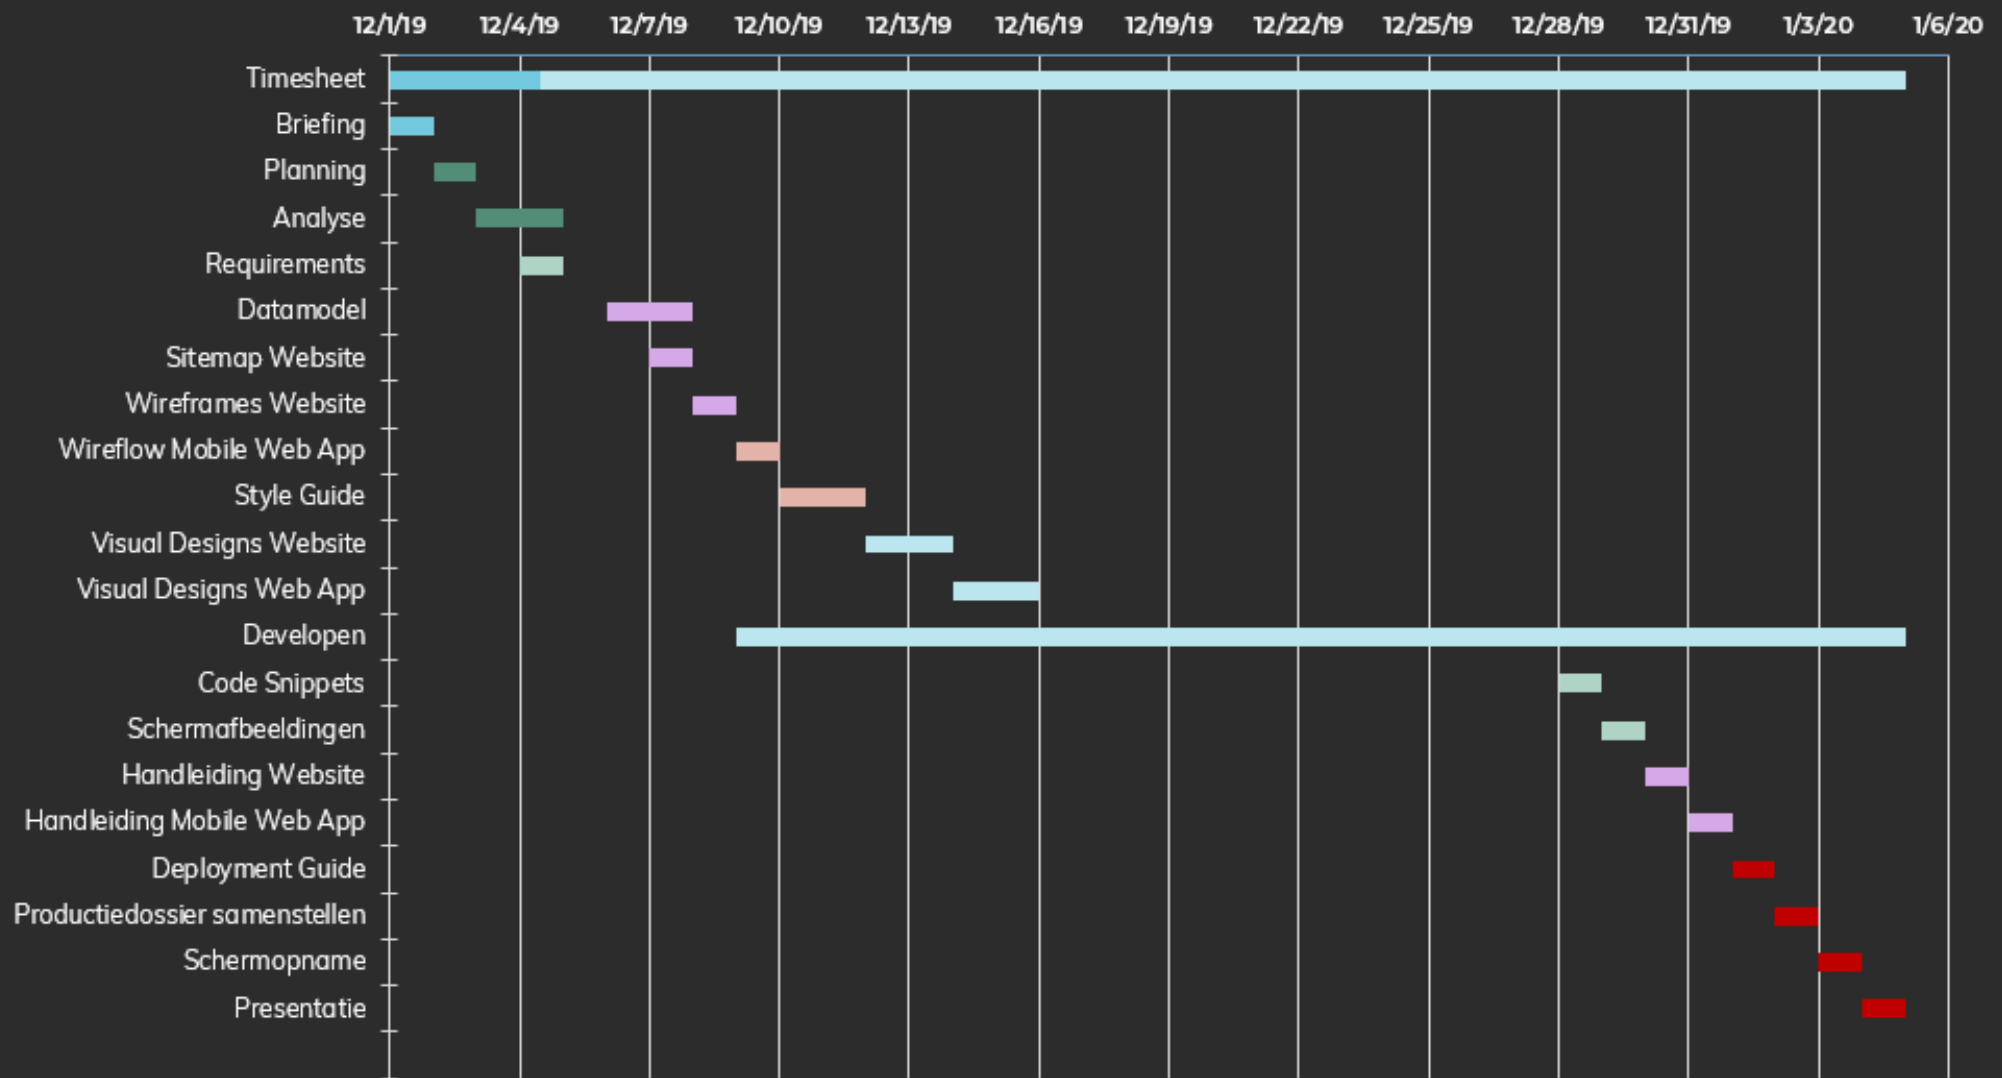 12/1/19 12/4/19 12/7/19 12/10/19 12/13/19 12/16/19 12/19/19 12/22/19 12/25/19 12/28/19 12/31/19 1/3/20 1/6/20
Timesheet
Briefing
Planning
Analyse
Requirements
Datamodel
Sitemap Website
Wireframes Website
Wireflow Mobile Web App
Style Guide
Visual Designs Website
Visual Designs Web App
Developen
Code Snippets
Schermafbeeldingen
Handleiding Website
Handleiding Mobile Web App
Deployment Guide
Productiedossier samenstellen
Schermopname
Presentatie